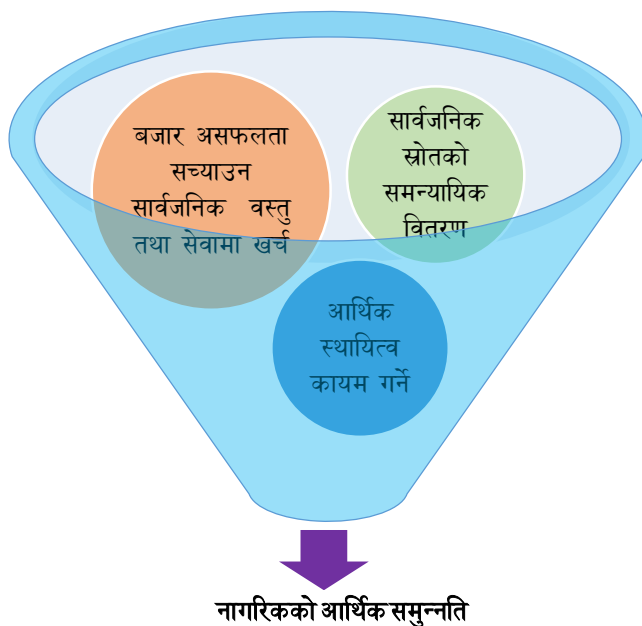 बजार असफलता
सच्याउन
सार्वजनिक वस्तु
तथा सेवामा खर्च
सार्वजनिक
स्रोतको
समन्यायिक
वितरण
आर्थिक
स्थायित्व
कायम गर्ने
नागरिकको आर्थिक समुन्नति